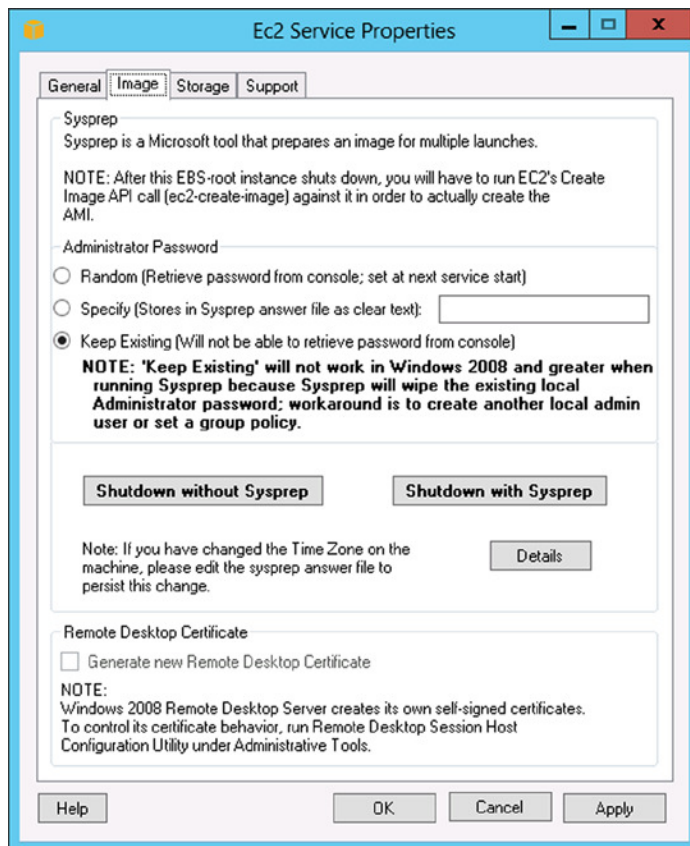 Ec2 Service Properties
General Image Storage Support
Sysprep
Sysprep is a Microsoft tool that prepares an image for multiple launches.
NOTE: After this EBS-root instance shuts down, you will have to run EC2's Create
Image API call (ec2-create-image) against it in order to actually create the
AMI.
Administrator Password
Random (Retrieve password from console; set at next service start)
Specify (Stores in Sysprep answer file as clear text):
Keep Existing (Will not be able to retrieve password from console)
NOTE: 'Keep Existing' will not work in Windows 2008 and greater when
running Sysprep because Sysprep will wipe the existing local
Administrator password; workaround is to create another local admin
user or set a group policy.
Shutdown without Sysprep Shutdown with Sysprep
Note: If you have changed the Time Zone on the
machine, please edit the sysprep answer file to
persist this change.
Details
Remote Desktop Certificate
Generate new Remote Desktop Certificate
NOTE:
Windows 2008 Remote Desktop Server creates its own self-signed certificates.
To control its certificate behavior, run Remote Desktop Session Host
Configuration Utility under Administrative Tools.
Help OK Cancel Apply